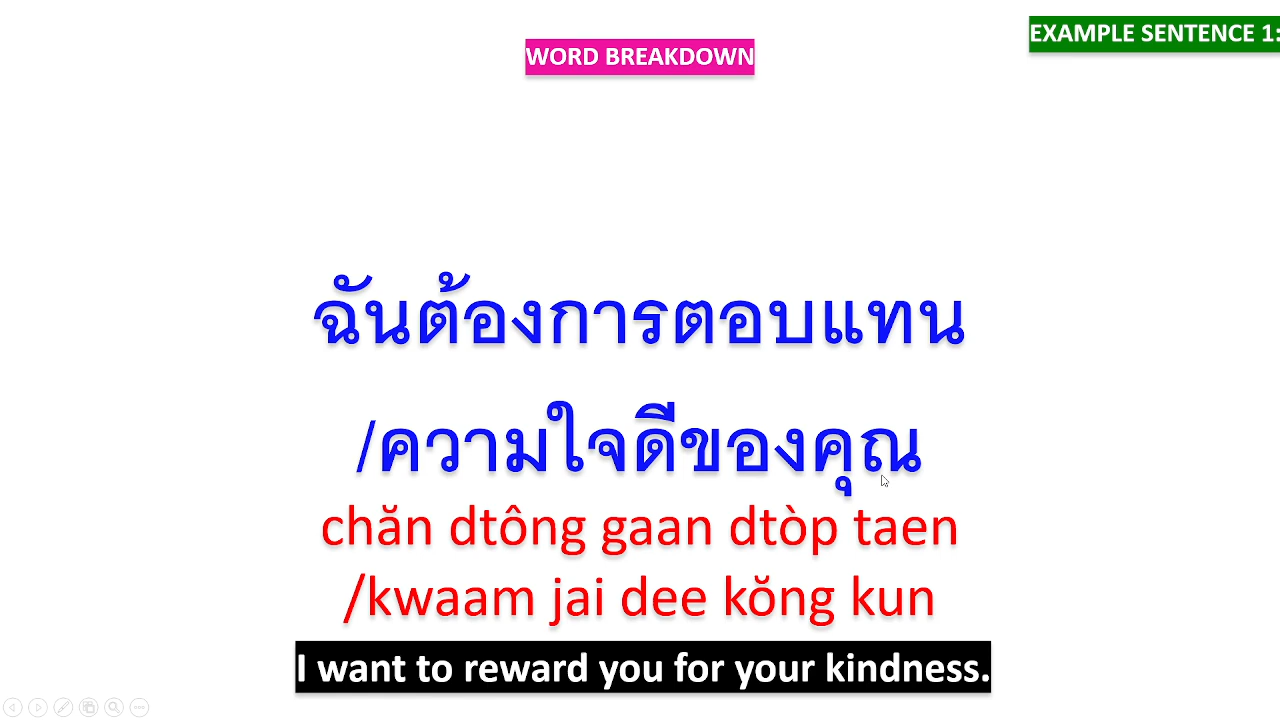 EXAMPLE SENTENCE 1:
WORD BREAKDOWN
ฉันต้องการตอบแทน
/ความใจดีของคุณ
chăn dtông gaan dtòp taen
/kwaam jai dee kŏng kun
I want to reward you for your kindness.